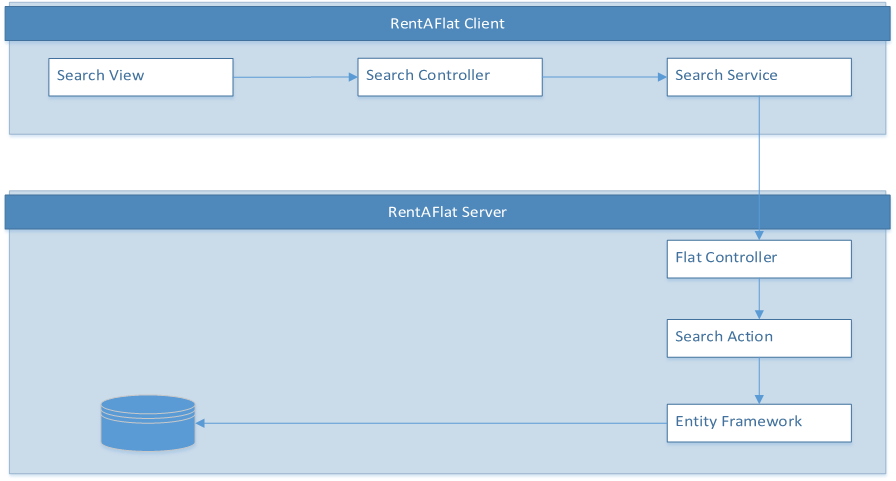 RentAFlat Client
Search View
Search Controller
Search Service
RentAFlat Server
Flat Controller
Search Action
Entity Framework